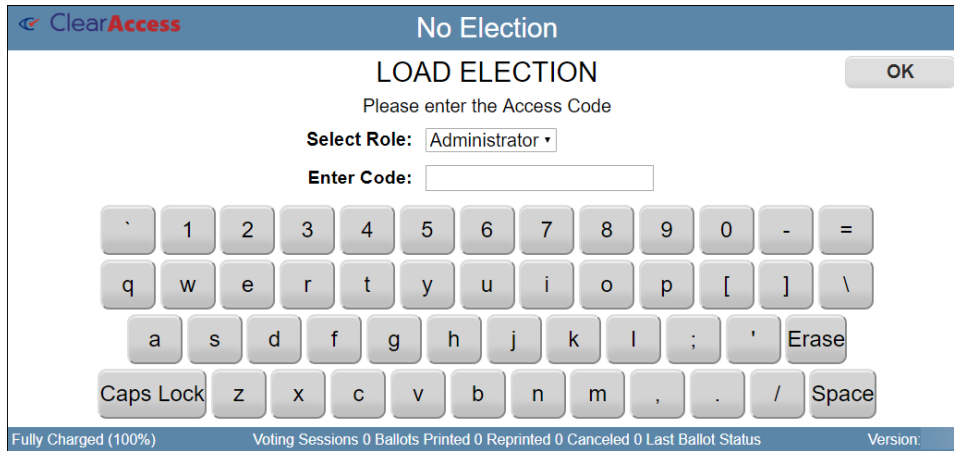 ClearAccess No Election
LOAD ELECTION OK
Please enter the Access Code
Select Role: Administrator
Enter Code:
` 1 2 3 4 5 6 7 8 9 0 - =
q w e r t y u i o p [ ] \
a s d f g h j k l ; ' Erase
Caps Lock z x c v b n m , . / Space
Fully Charged (100%) Voting Sessions 0 Ballots Printed 0 Reprinted 0 Canceled 0 Last Ballot Status Version: